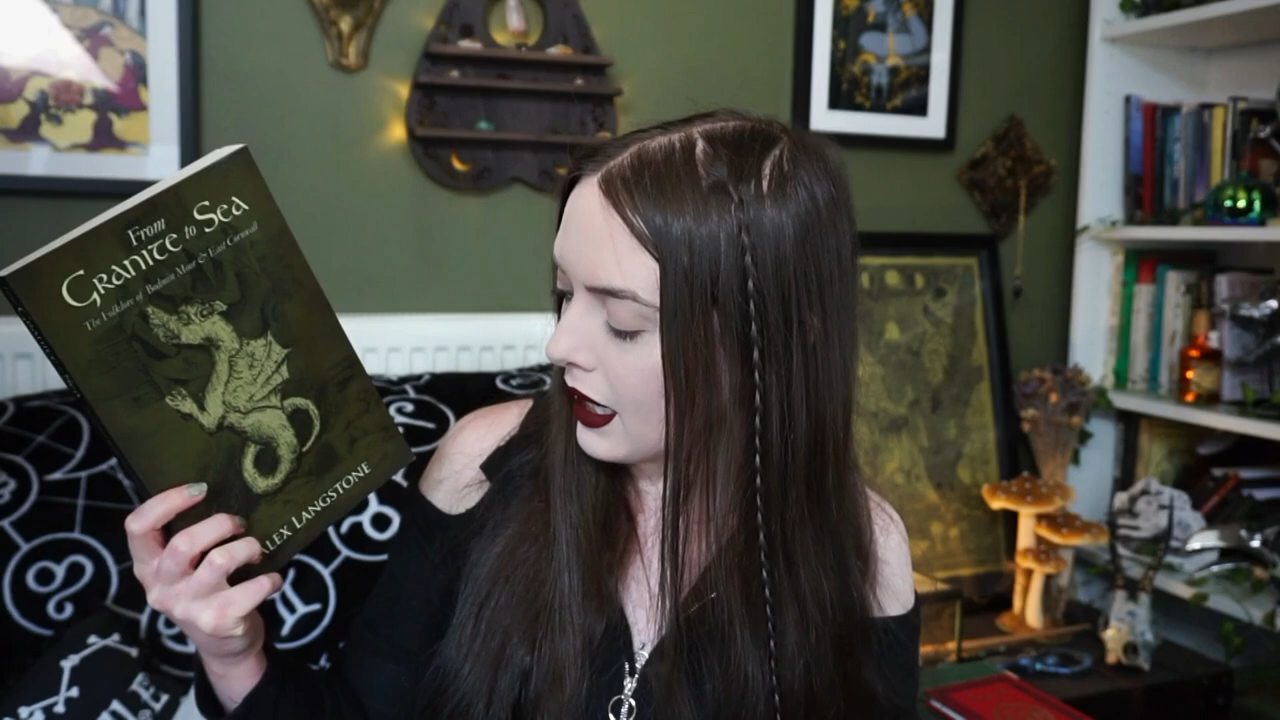 From
Granite to Sea
The Folklore of Bodmin Moor & East Cornwall
ALEX LANGSTONE